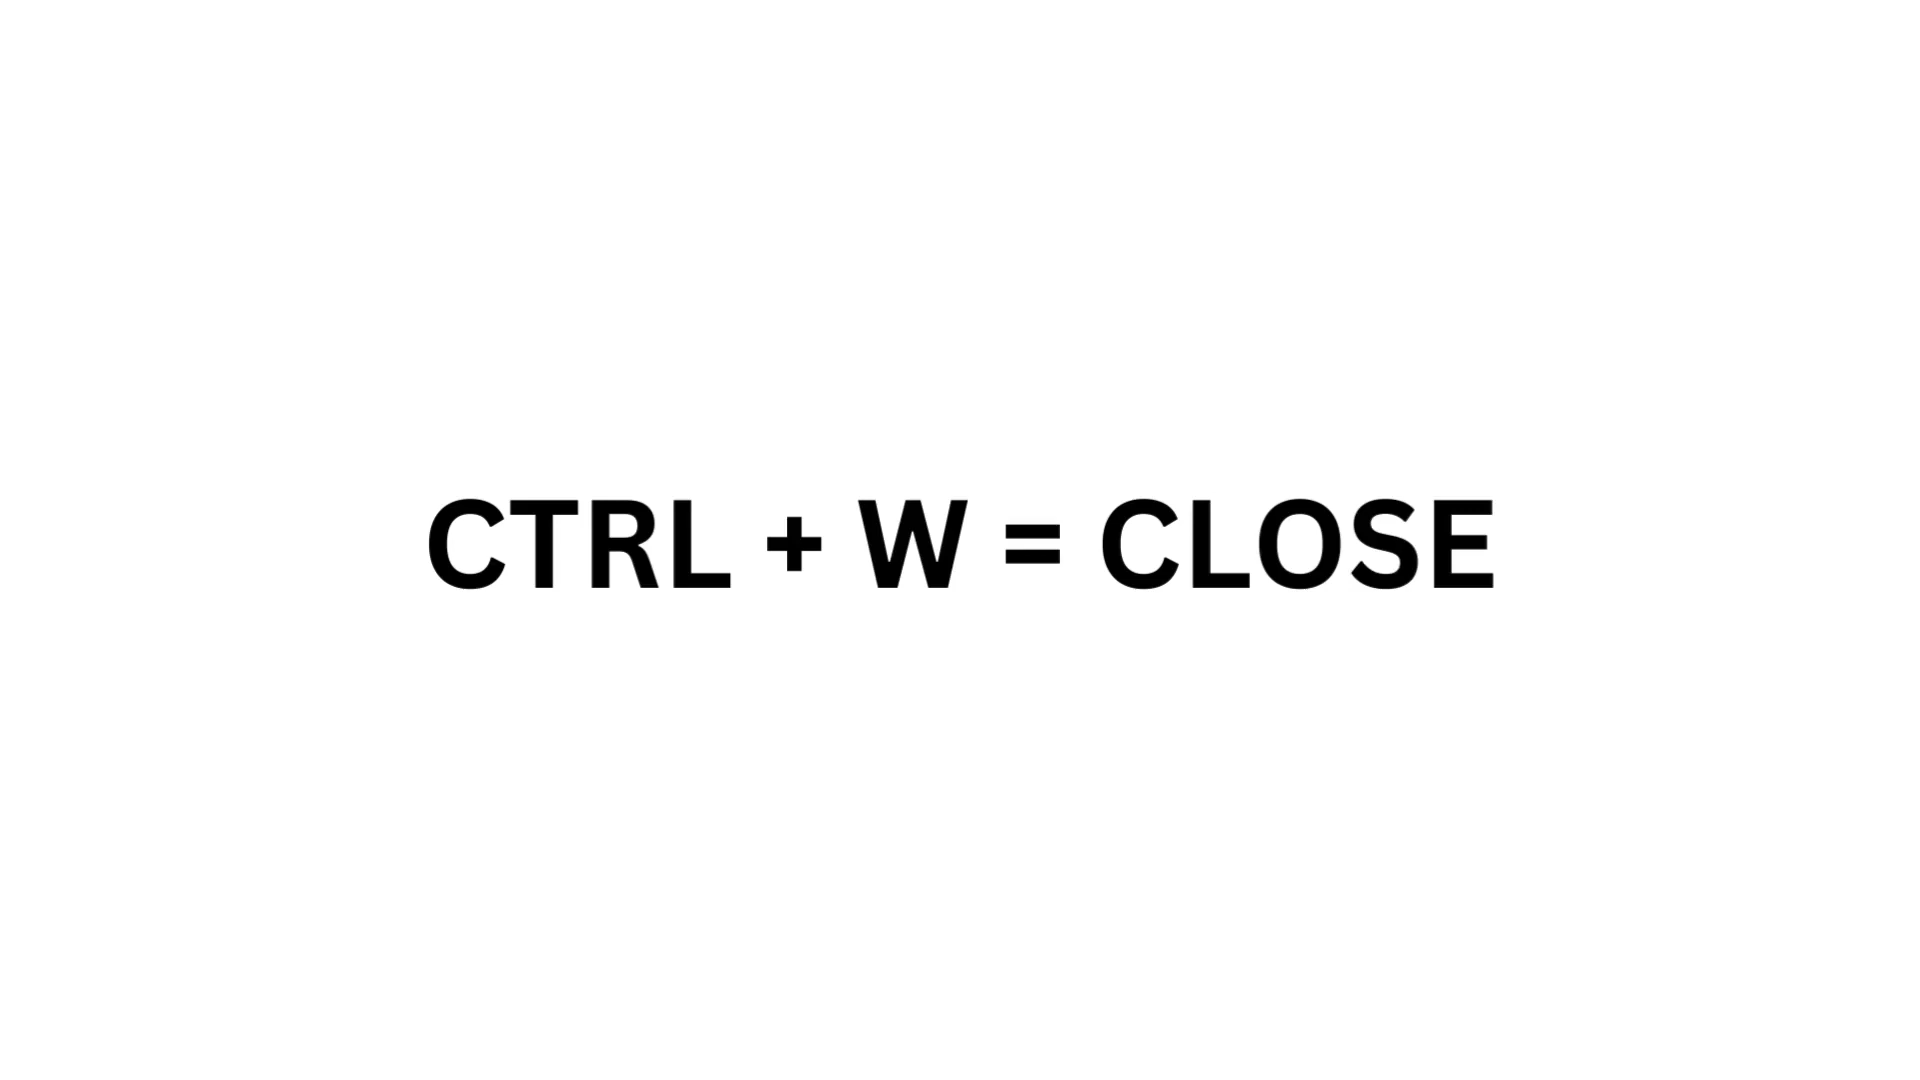 CTRL + W = CLOSE